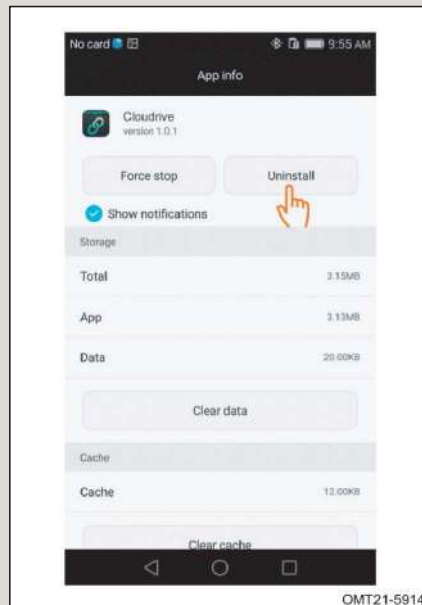 No card 9:55 AM
App info
Cloudrive
version 1.0.1
Force stop Uninstall
Show notifications
Storage
Total 3.15MB
App 3.13MB
Data 20.00KB
Clear data
Cache
Cache 12.00KB
Clear cache
OMT21-5914